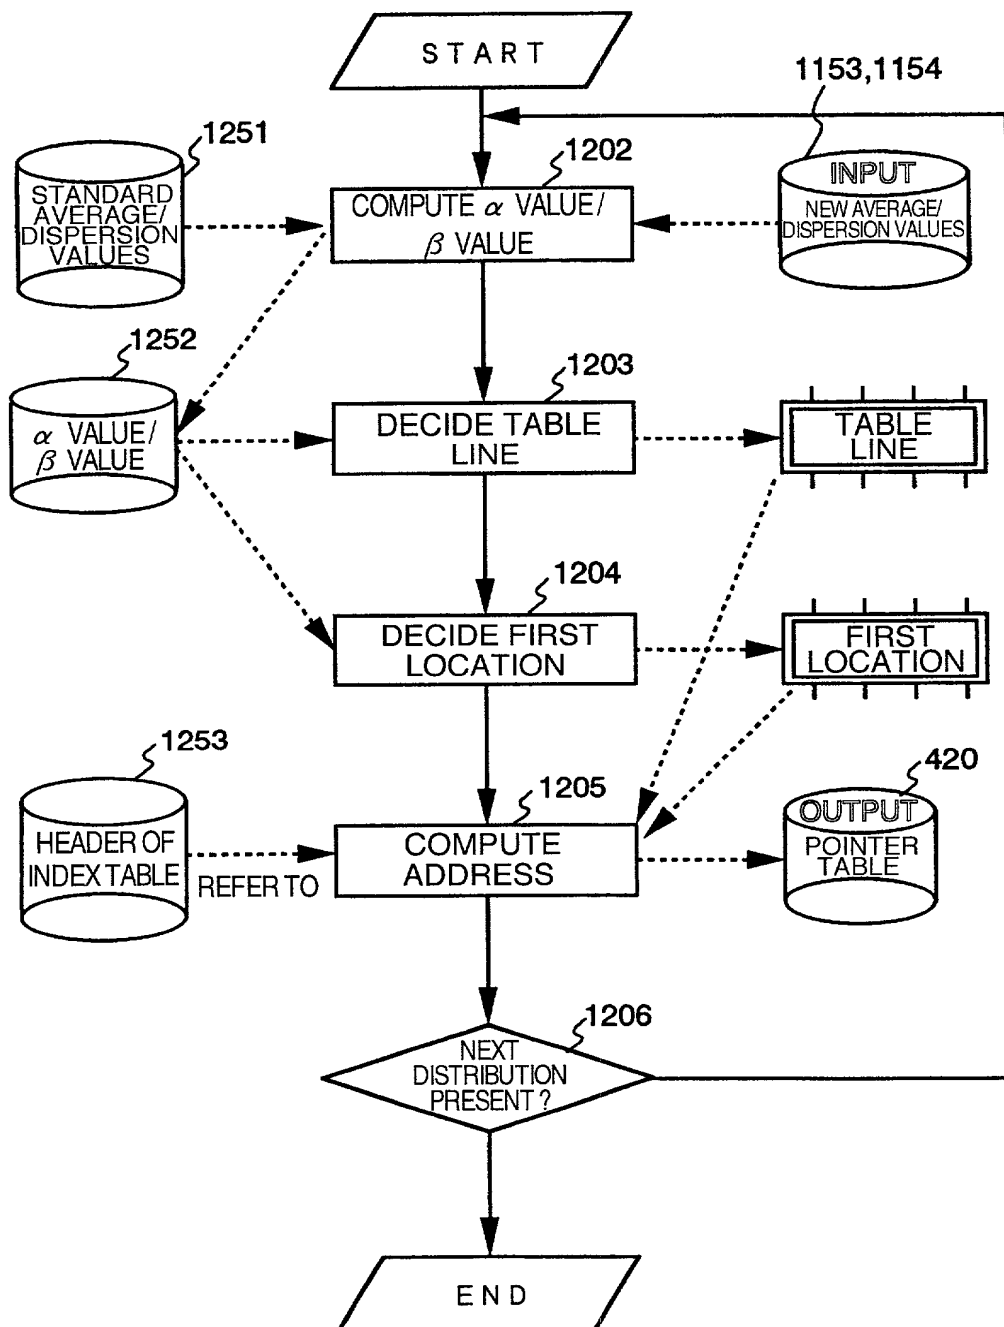 START
1153,1154
1251
1202
STANDARD
AVERAGE/
DISPERSION
VALUES
COMPUTE α VALUE/
β VALUE
INPUT
NEW AVERAGE/
DISPERSION VALUES
1252
1203
α VALUE/
β VALUE
DECIDE TABLE
LINE
TABLE
LINE
1204
DECIDE FIRST
LOCATION
FIRST
LOCATION
1253
1205
420
HEADER OF
INDEX TABLE
REFER TO
COMPUTE
ADDRESS
OUTPUT
POINTER
TABLE
1206
NEXT
DISTRIBUTION
PRESENT?
END